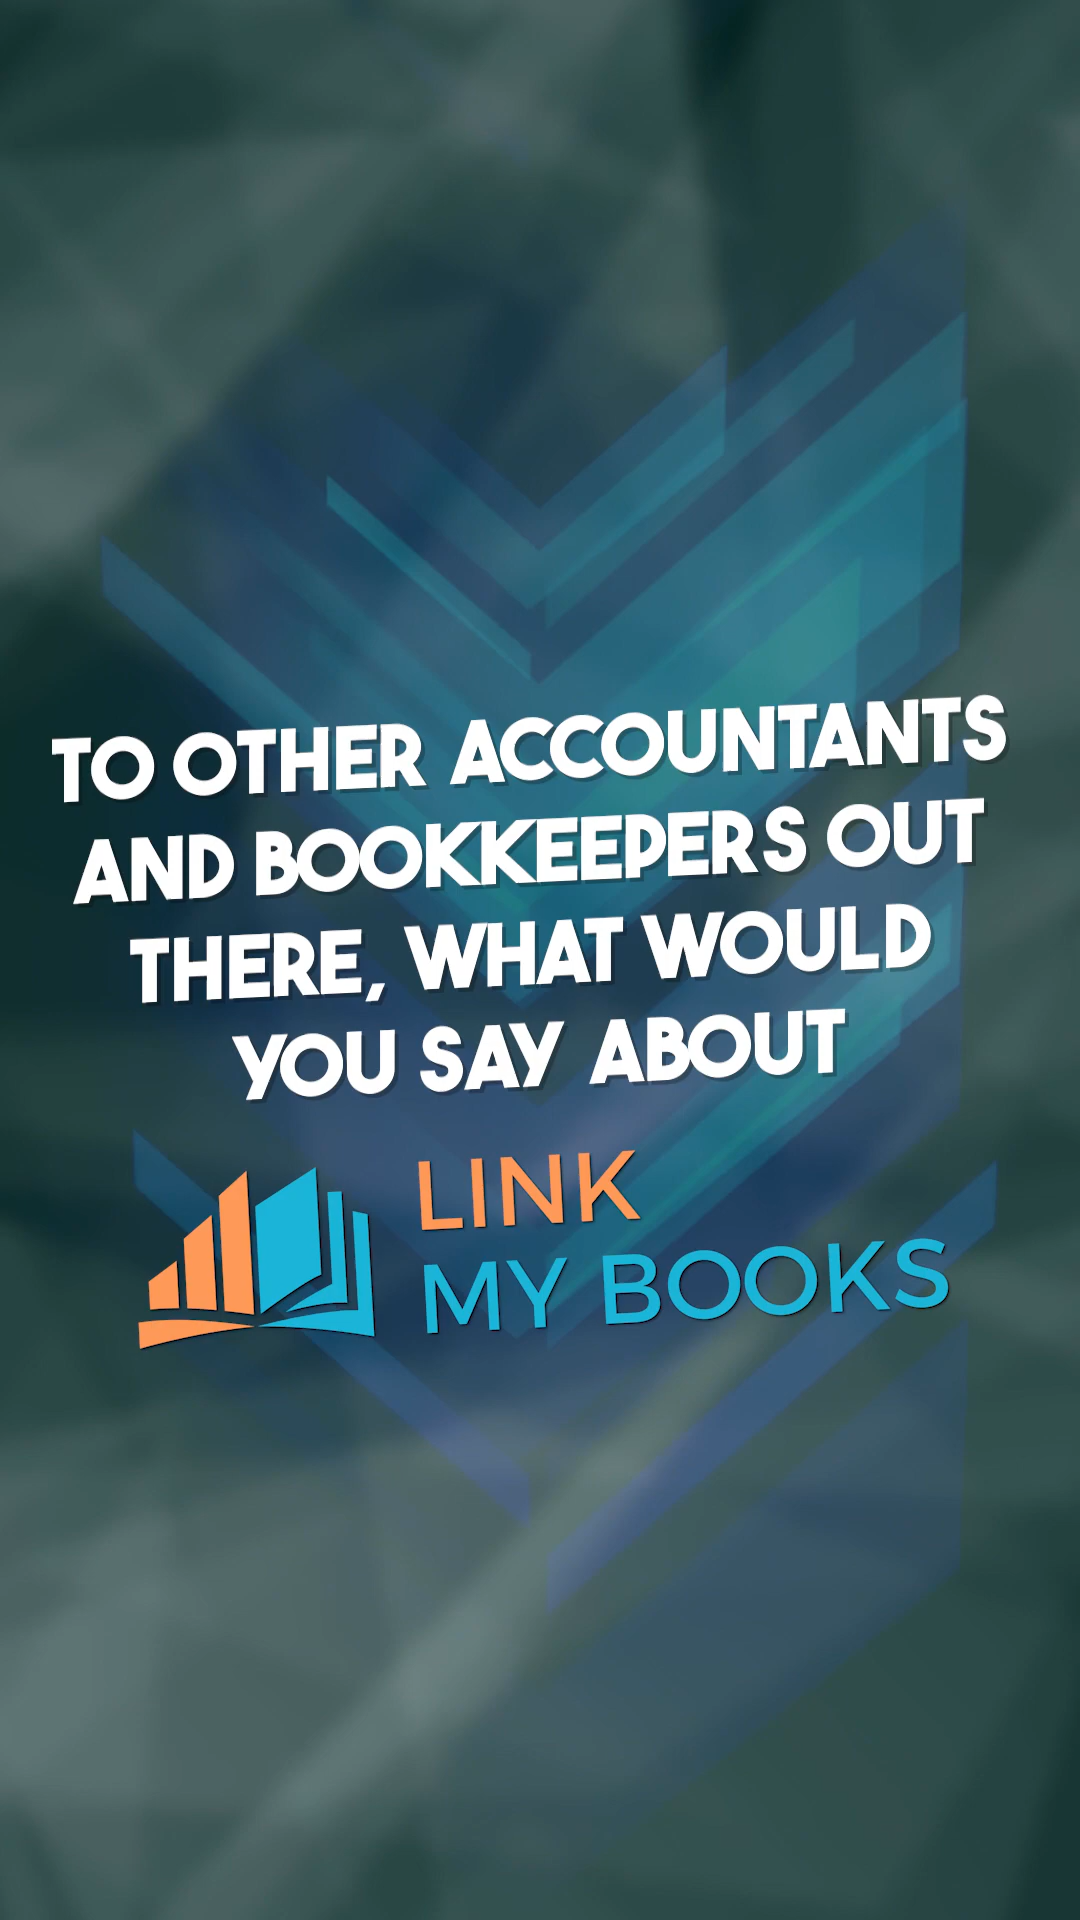 TO OTHER ACCOUNTANTS
AND BOOKKEEPERS OUT
THERE, WHAT WOULD
YOU SAY ABOUT
LINK
MY BOOKS